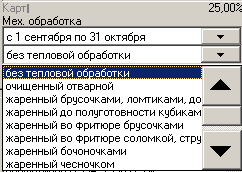 Карт 25,00%
Мех. обработка
с 1 сентября по 31 октября
без тепловой обработки
без тепловой обработки
очищенный отварной
жаренный брусочками, ломтиками, до
жаренный до полуготовности кубикам
жаренный во фритюре брусочками
жаренный во фритюре соломкой, стру
жаренный бочоночками
жаренный чесночком